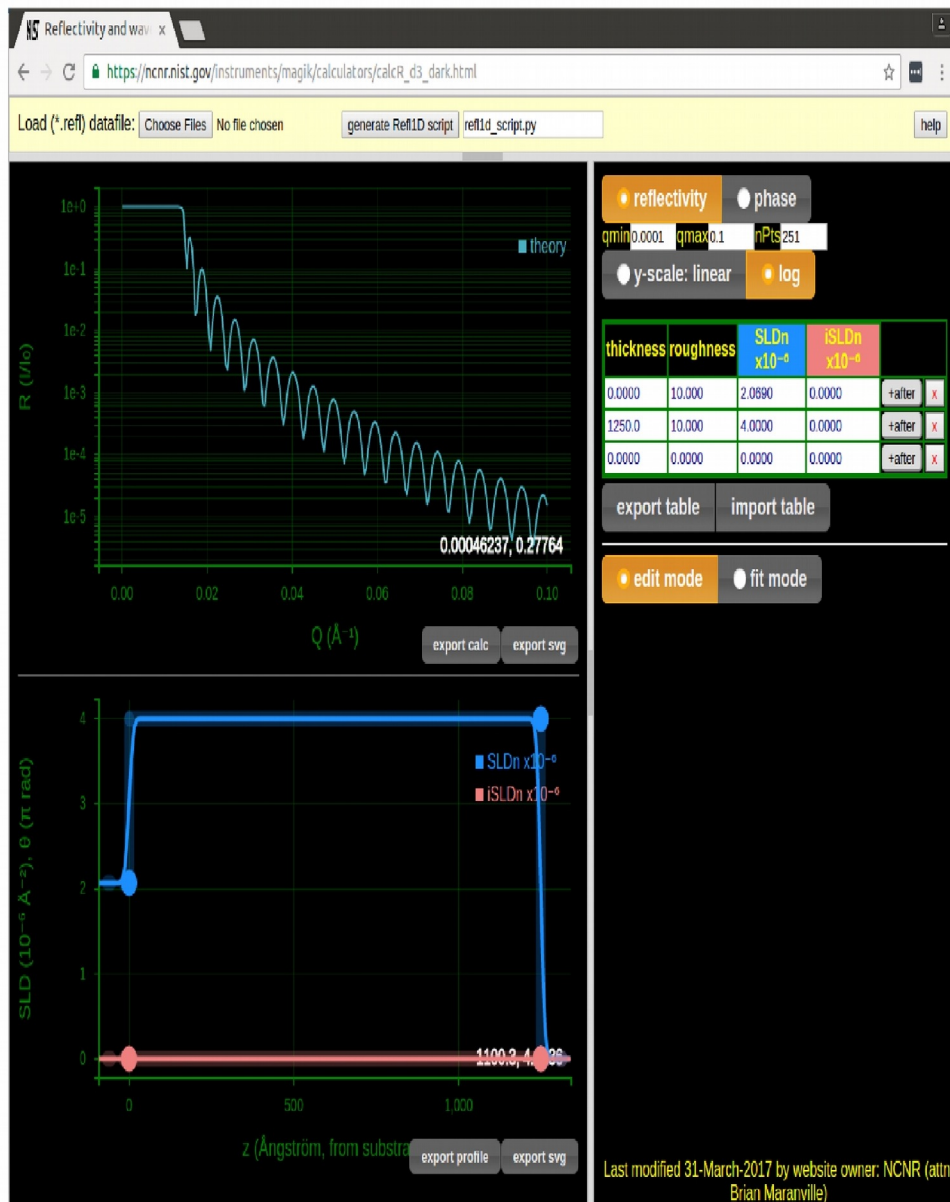 Reflectivity and wav x
https://ncnr.nist.gov/instruments/magik/calculators/calcR_d3_dark.html
Load (*.refl) datafile: Choose Files No file chosen generate Refl1D script refl1d_script.py help
1e+0
1e-1
1e-2
1e-3
1e-4
1e-5
R (I/I₀)
theory
0.00046237, 0.27764
0.00 0.02 0.04 0.06 0.08 0.10
Q (Å⁻¹)
export calc export svg
4
3
2
1
0
SLD (10⁻⁶ Å⁻²), θ (π rad)
SLDn x10⁻⁶
iSLDn x10⁻⁶
1100.3,
0 500 1,000
z (Ångström, from substra
export profile export svg
reflectivity phase
qmin 0.0001 qmax 0.1 nPts 251
y-scale: linear log
thickness roughness SLDn x10⁻⁶ iSLDn x10⁻⁶
0.0000 10.000 2.0690 0.0000 +after x
1250.0 10.000 4.0000 0.0000 +after x
0.0000 0.0000 0.0000 0.0000 +after x
export table import table
edit mode fit mode
Last modified 31-March-2017 by website owner: NCNR (attn
Brian Maranville)